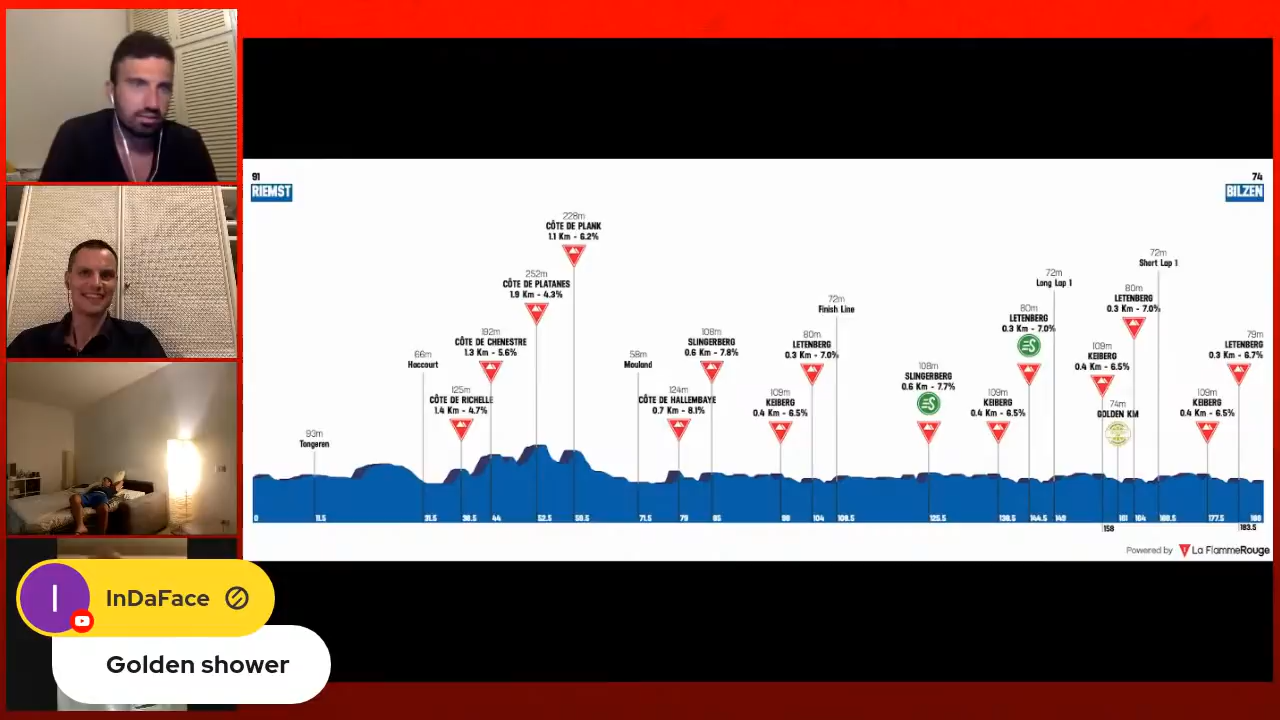 91
RIEMST
74
BILZEN
93m
Tongeren
66m
Haccourt
125m
CÔTE DE RICHELLE
1.4 Km - 4.7%
192m
CÔTE DE CHENESTRE
1.3 Km - 5.6%
252m
CÔTE DE PLATANES
1.9 Km - 4.3%
228m
CÔTE DE PLANK
1.1 Km - 6.2%
58m
Mouland
124m
CÔTE DE HALLEMBAYE
0.7 Km - 8.1%
108m
SLINGERBERG
0.6 Km - 7.8%
109m
KEIBERG
0.4 Km - 6.5%
80m
LETENBERG
0.3 Km - 7.0%
72m
Finish Line
108m
SLINGERBERG
0.6 Km - 7.7%
S
109m
KEIBERG
0.4 Km - 6.5%
80m
LETENBERG
0.3 Km - 7.0%
S
72m
Long Lap 1
109m
KEIBERG
0.4 Km - 6.5%
74m
GOLDEN KM
80m
LETENBERG
0.3 Km - 7.0%
72m
Short Lap 1
109m
KEIBERG
0.4 Km - 6.5%
79m
LETENBERG
0.3 Km - 6.7%
0 11.5 31.5 38.5 44 52.5 59.5 71.5 79 85 98 104 108.5 125.5 138.5 144.5 149 161 164 168.5 177.5 188
158 183.5
Powered by La FlammeRouge
I InDaFace
Golden shower